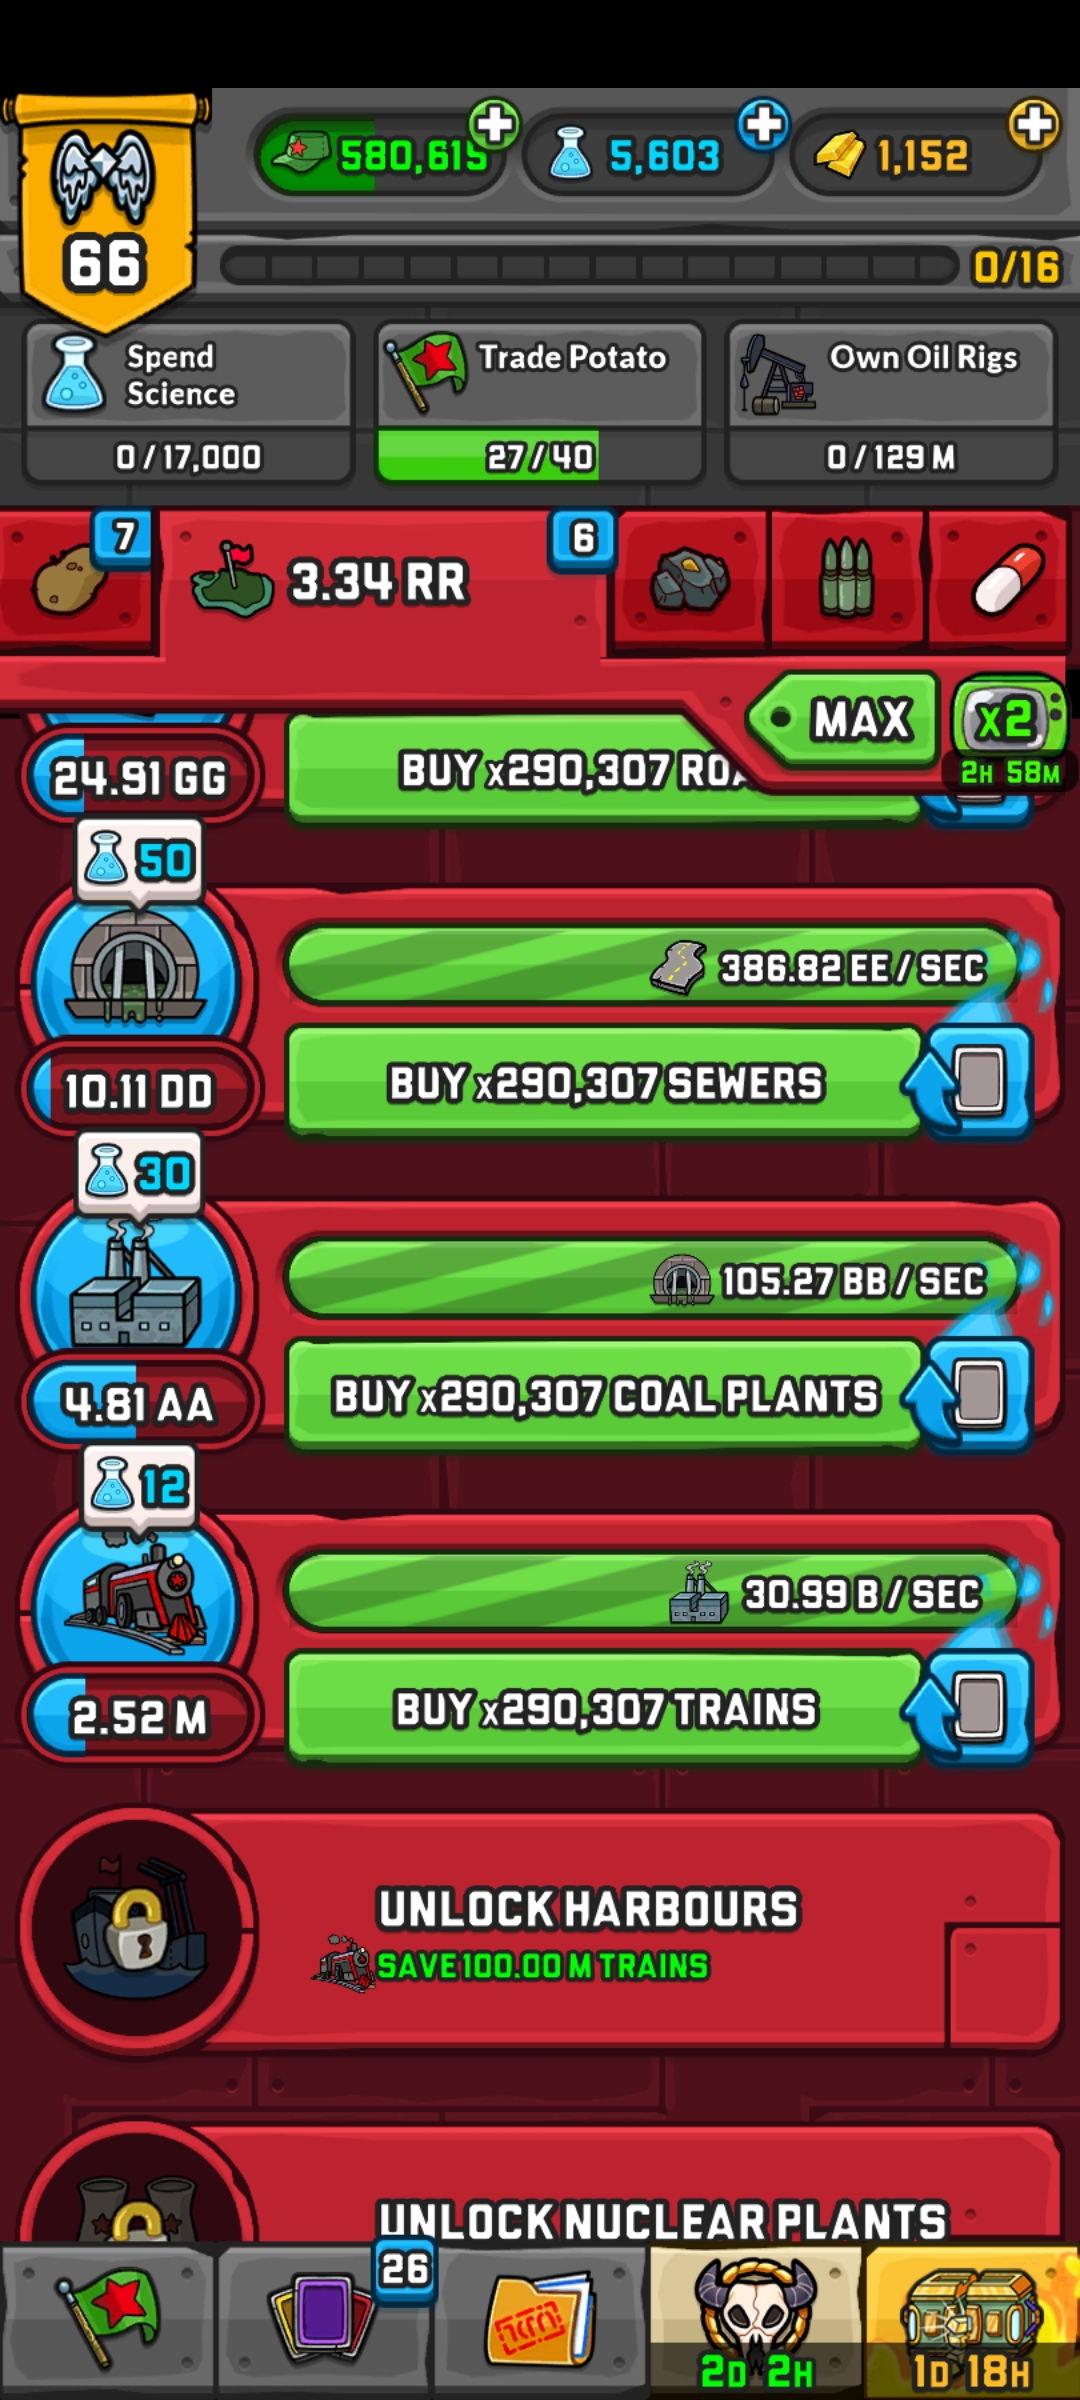 580,615
5,603
1,152
66
0/16
Spend
Science
0/17,000
Trade Potato
27/40
Own Oil Rigs
0/129 M
7
3.34 RR
6
MAX
x2
2H 58M
24.91 GG
BUY x290,307
50
386.82 EE/SEC
10.11 DD
BUY x290,307 SEWERS
30
105.27 BB/SEC
4.81 AA
BUY x290,307 COAL PLANTS
12
30.99 B/SEC
2.52 M
BUY x290,307 TRAINS
UNLOCK HARBOURS
SAVE 100.00 M TRAINS
UNLOCK NUCLEAR PLANTS
26
2D 2H
1D 18H